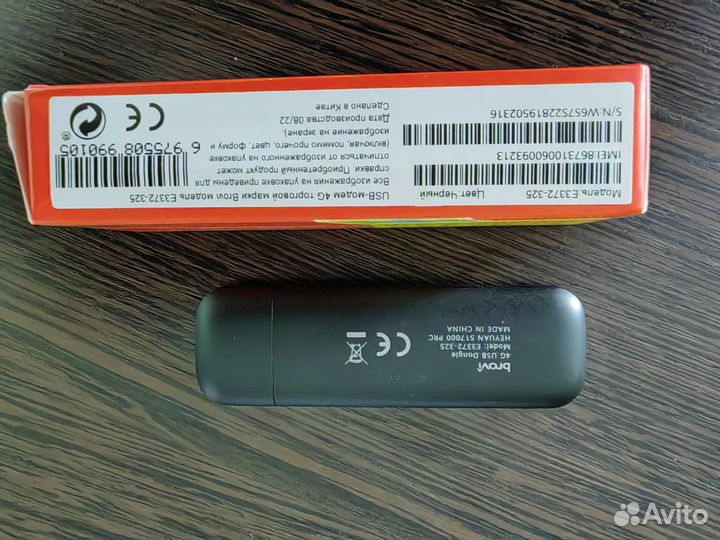 Модель E3372-325
Цвет Черный
IMEI:867310060093213
S/N:W6S7S22819502316
USB-модем 4G торговой марки Brovi модель E3372-325
Все изображения на упаковке приведены для
справки. Приобретенный продукт может
отличаться от изображенного на упаковке
(включая, помимо прочего, цвет, форму и
изображение на экране).
Дата производства 08/22
Сделано в Китае
CE
6 975508 990105
brovi
4G USB Dongle
Model: E3372-325
HEYUAN 517000 PRC
MADE IN CHINA
CE
Avito